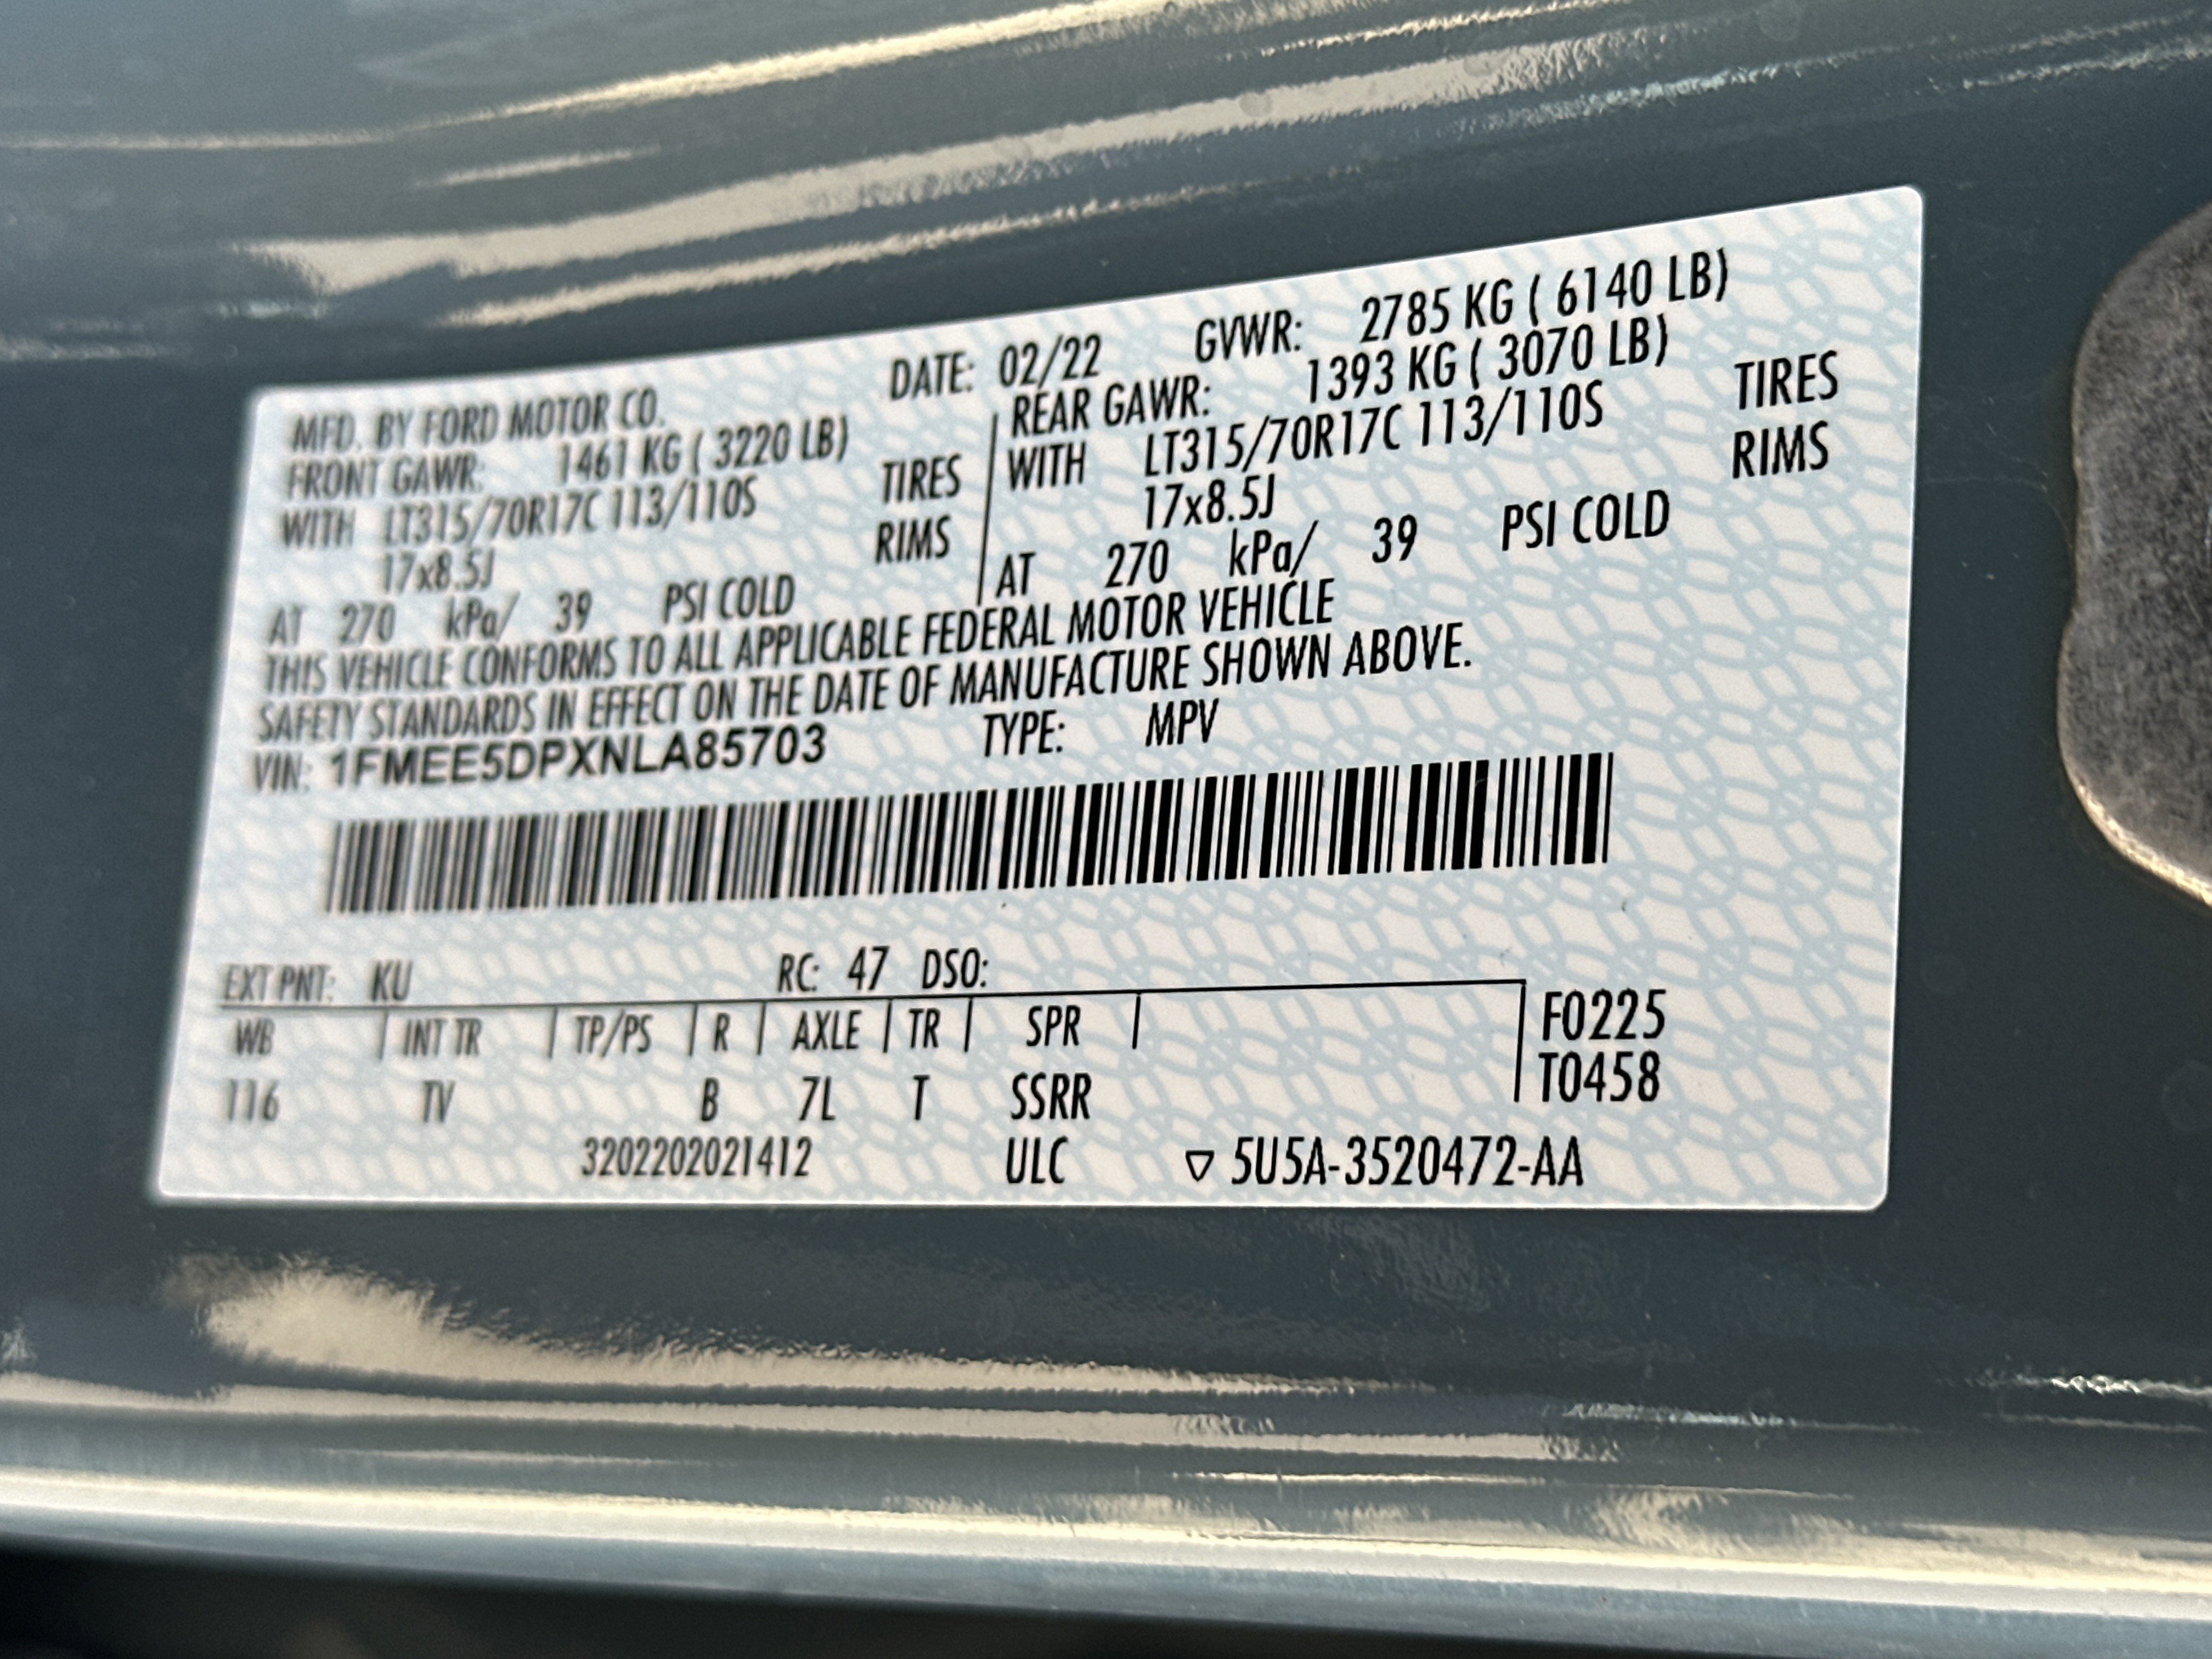 MFD. BY FORD MOTOR CO. DATE: 02/22 GVWR: 2785 KG ( 6140 LB)
FRONT GAWR: 1461 KG ( 3220 LB) REAR GAWR: 1393 KG ( 3070 LB)
WITH LT315/70R17C 113/110S TIRES WITH LT315/70R17C 113/110S TIRES
17x8.5J RIMS 17x8.5J RIMS
AT 270 kPa/ 39 PSI COLD AT 270 kPa/ 39 PSI COLD
THIS VEHICLE CONFORMS TO ALL APPLICABLE FEDERAL MOTOR VEHICLE
SAFETY STANDARDS IN EFFECT ON THE DATE OF MANUFACTURE SHOWN ABOVE.
VIN: 1FMEE5DPXNLA85703 TYPE: MPV
EXT PNT: KU RC: 47 DSO:
WB INT TR TP/PS R AXLE TR SPR F0225
116 TV B 7L T SSRR T0458
3202202021412 ULC ▽ 5U5A-3520472-AA